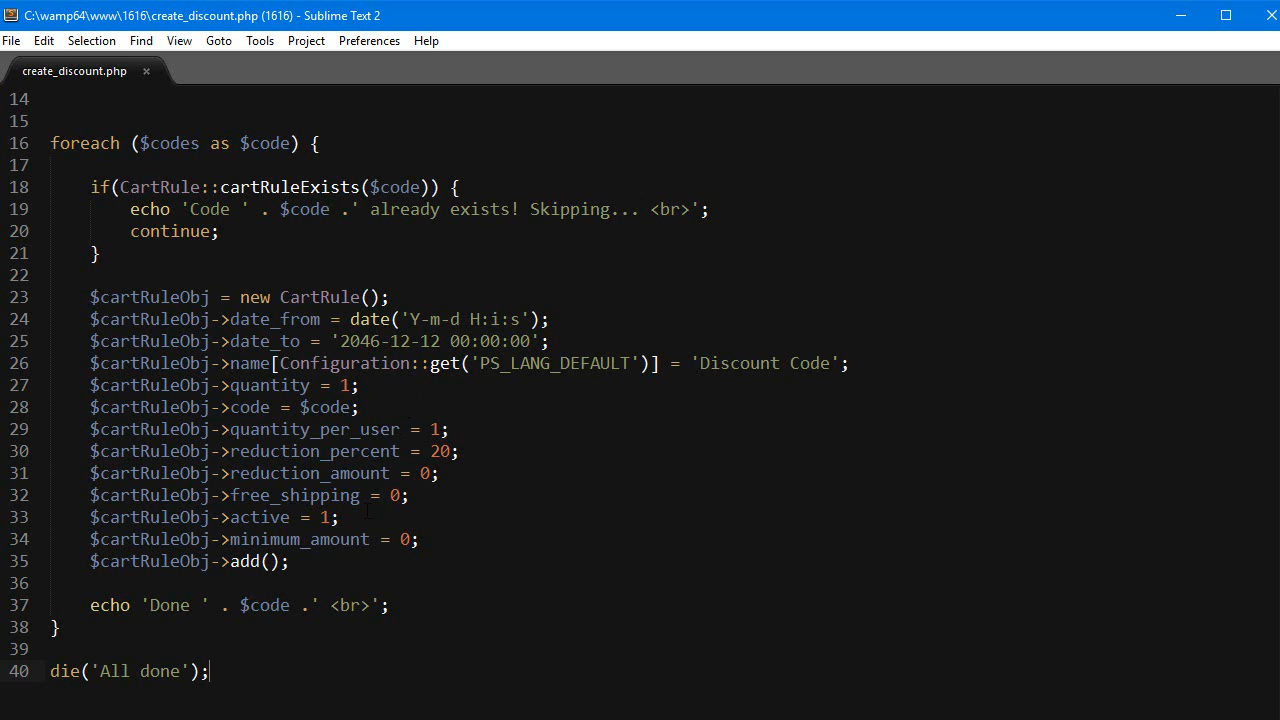 C:\wamp64\www\1616\create_discount.php (1616) - Sublime Text 2
File Edit Selection Find View Goto Tools Project Preferences Help
create_discount.php ×
14
15
16 foreach ($codes as $code) {
17
18 if(CartRule::cartRuleExists($code)) {
19 echo 'Code ' . $code .' already exists! Skipping... <br>';
20 continue;
21 }
22
23 $cartRuleObj = new CartRule();
24 $cartRuleObj->date_from = date('Y-m-d H:i:s');
25 $cartRuleObj->date_to = '2046-12-12 00:00:00';
26 $cartRuleObj->name[Configuration::get('PS_LANG_DEFAULT')] = 'Discount Code';
27 $cartRuleObj->quantity = 1;
28 $cartRuleObj->code = $code;
29 $cartRuleObj->quantity_per_user = 1;
30 $cartRuleObj->reduction_percent = 20;
31 $cartRuleObj->reduction_amount = 0;
32 $cartRuleObj->free_shipping = 0;
33 $cartRuleObj->active = 1;
34 $cartRuleObj->minimum_amount = 0;
35 $cartRuleObj->add();
36
37 echo 'Done ' . $code .' <br>';
38 }
39
40 die('All done');